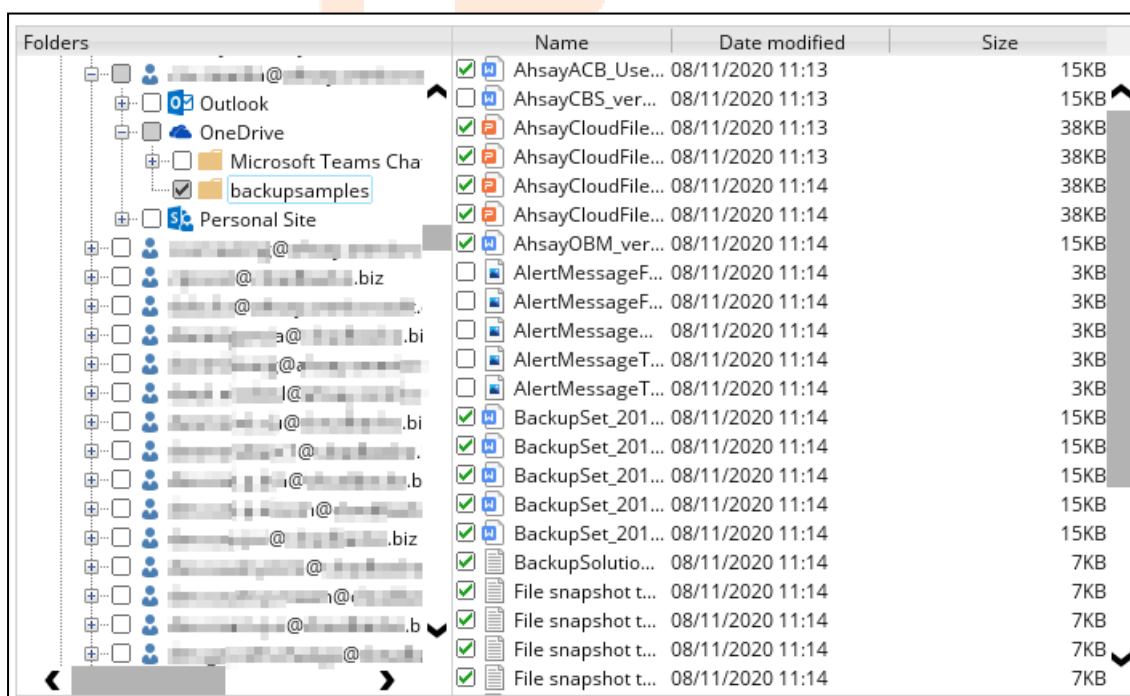 Folders
@
Outlook
OneDrive
Microsoft Teams Cha
backupsamples
Personal Site
@
@ .biz
@
a@ .bi
@a
l@
@ .bi
@
@ .b
@
@ .biz
@
@
@ .b
@
Name Date modified Size
AhsayACB_Use... 08/11/2020 11:13 15KB
AhsayCBS_ver... 08/11/2020 11:13 15KB
AhsayCloudFile... 08/11/2020 11:13 38KB
AhsayCloudFile... 08/11/2020 11:13 38KB
AhsayCloudFile... 08/11/2020 11:14 38KB
AhsayCloudFile... 08/11/2020 11:14 38KB
AhsayOBM_ver... 08/11/2020 11:14 15KB
AlertMessageF... 08/11/2020 11:14 3KB
AlertMessageF... 08/11/2020 11:14 3KB
AlertMessage... 08/11/2020 11:14 3KB
AlertMessageT... 08/11/2020 11:14 3KB
AlertMessageT... 08/11/2020 11:14 3KB
BackupSet_201... 08/11/2020 11:14 15KB
BackupSet_201... 08/11/2020 11:14 15KB
BackupSet_201... 08/11/2020 11:14 15KB
BackupSet_201... 08/11/2020 11:14 15KB
BackupSet_201... 08/11/2020 11:14 15KB
BackupSolutio... 08/11/2020 11:14 7KB
File snapshot t... 08/11/2020 11:14 7KB
File snapshot t... 08/11/2020 11:14 7KB
File snapshot t... 08/11/2020 11:14 7KB
File snapshot t... 08/11/2020 11:14 7KB